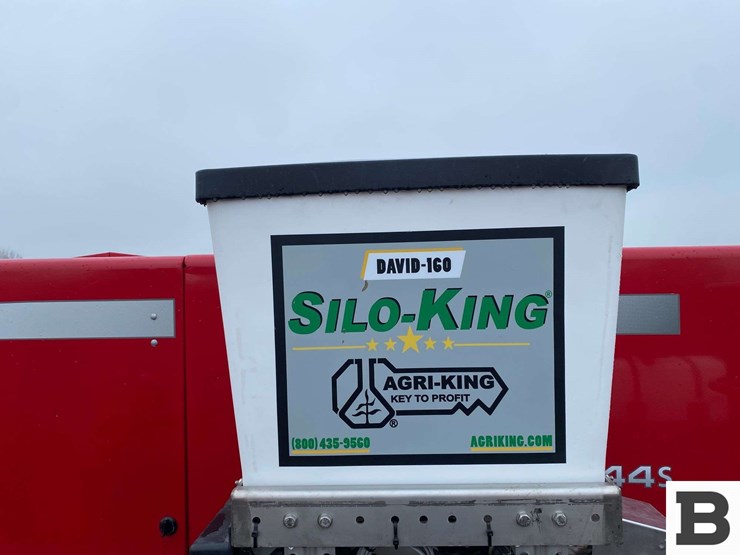 DAVID-160
SILO-KING®
AGRI-KING
KEY TO PROFIT
®
(800) 435-9560
AGRIKING.COM
44S
B